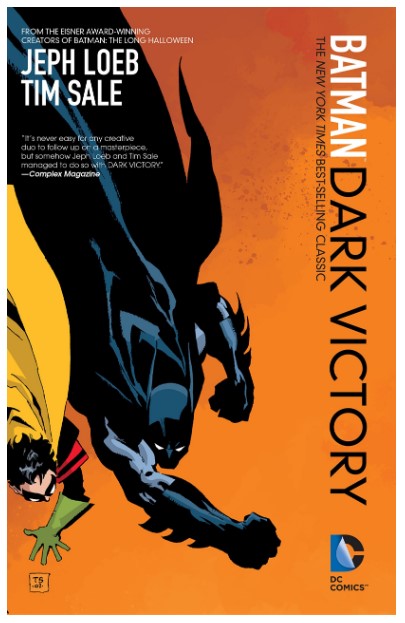 FROM THE EISNER AWARD-WINNING
CREATORS OF BATMAN: THE LONG HALLOWEEN
JEPH LOEB
TIM SALE
"It's never easy for any creative
duo to follow up on a masterpiece,
but somehow Jeph Loeb and Tim Sale
managed to do so with DARK VICTORY."
—Complex Magazine
BATMAN DARK VICTORY
THE NEW YORK TIMES BEST-SELLING CLASSIC
TS
DC
COMICS™